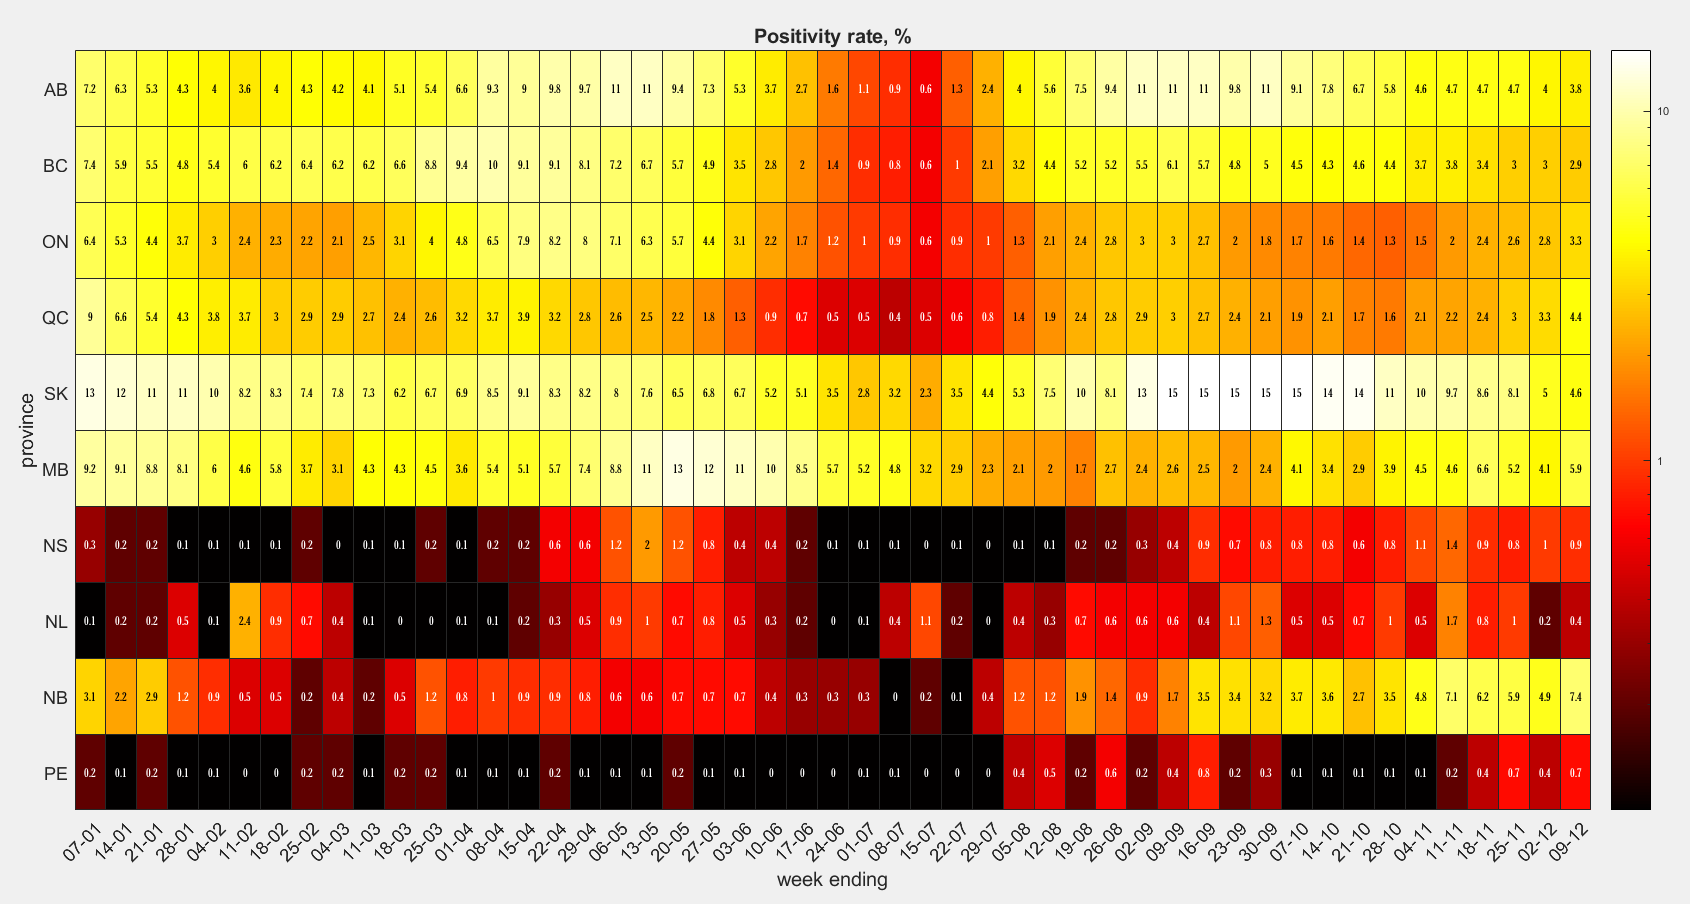 Positivity rate, %
AB 7.2 6.3 5.3 4.3 4 3.6 4 4.3 4.2 4.1 5.1 5.4 6.6 9.3 9 9.8 9.7 11 11 9.4 7.3 5.3 3.7 2.7 1.6 1.1 0.9 0.6 1.3 2.4 4 5.6 7.5 9.4 11 11 11 9.8 11 9.1 7.8 6.7 5.8 4.6 4.7 4.7 4.7 4 3.8
10
BC 7.4 5.9 5.5 4.8 5.4 6 6.2 6.4 6.2 6.2 6.6 8.8 9.4 10 9.1 9.1 8.1 7.2 6.7 5.7 4.9 3.5 2.8 2 1.4 0.9 0.8 0.6 1 2.1 3.2 4.4 5.2 5.2 5.5 6.1 5.7 4.8 5 4.5 4.3 4.6 4.4 3.7 3.8 3.4 3 3 2.9
ON 6.4 5.3 4.4 3.7 3 2.4 2.3 2.2 2.1 2.5 3.1 4 4.8 6.5 7.9 8.2 8 7.1 6.3 5.7 4.4 3.1 2.2 1.7 1.2 1 0.9 0.6 0.9 1 1.3 2.1 2.4 2.8 3 3 2.7 2 1.8 1.7 1.6 1.4 1.3 1.5 2 2.4 2.6 2.8 3.3
QC 9 6.6 5.4 4.3 3.8 3.7 3 2.9 2.9 2.7 2.4 2.6 3.2 3.7 3.9 3.2 2.8 2.6 2.5 2.2 1.8 1.3 0.9 0.7 0.5 0.5 0.4 0.5 0.6 0.8 1.4 1.9 2.4 2.8 2.9 3 2.7 2.4 2.1 1.9 2.1 1.7 1.6 2.1 2.2 2.4 3 3.3 4.4
SK 13 12 11 11 10 8.2 8.3 7.4 7.8 7.3 6.2 6.7 6.9 8.5 9.1 8.3 8.2 8 7.6 6.5 6.8 6.7 5.2 5.1 3.5 2.8 3.2 2.3 3.5 4.4 5.3 7.5 10 8.1 13 15 15 15 15 15 14 14 11 10 9.7 8.6 8.1 5 4.6
province
MB 9.2 9.1 8.8 8.1 6 4.6 5.8 3.7 3.1 4.3 4.3 4.5 3.6 5.4 5.1 5.7 7.4 8.8 11 13 12 11 10 8.5 5.7 5.2 4.8 3.2 2.9 2.3 2.1 2 1.7 2.7 2.4 2.6 2.5 2 2.4 4.1 3.4 2.9 3.9 4.5 4.6 6.6 5.2 4.1 5.9
1
NS 0.3 0.2 0.2 0.1 0.1 0.1 0.1 0.2 0 0.1 0.1 0.2 0.1 0.2 0.2 0.6 0.6 1.2 2 1.2 0.8 0.4 0.4 0.2 0.1 0.1 0.1 0 0.1 0 0.1 0.1 0.2 0.2 0.3 0.4 0.9 0.7 0.8 0.8 0.8 0.6 0.8 1.1 1.4 0.9 0.8 1 0.9
NL 0.1 0.2 0.2 0.5 0.1 2.4 0.9 0.7 0.4 0.1 0 0 0.1 0.1 0.2 0.3 0.5 0.9 1 0.7 0.8 0.5 0.3 0.2 0 0.1 0.4 1.1 0.2 0 0.4 0.3 0.7 0.6 0.6 0.6 0.4 1.1 1.3 0.5 0.5 0.7 1 0.5 1.7 0.8 1 0.2 0.4
NB 3.1 2.2 2.9 1.2 0.9 0.5 0.5 0.2 0.4 0.2 0.5 1.2 0.8 1 0.9 0.9 0.8 0.6 0.6 0.7 0.7 0.7 0.4 0.3 0.3 0.3 0 0.2 0.1 0.4 1.2 1.2 1.9 1.4 0.9 1.7 3.5 3.4 3.2 3.7 3.6 2.7 3.5 4.8 7.1 6.2 5.9 4.9 7.4
PE 0.2 0.1 0.2 0.1 0.1 0 0 0.2 0.2 0.1 0.2 0.2 0.1 0.1 0.1 0.2 0.1 0.1 0.1 0.2 0.1 0.1 0 0 0 0.1 0.1 0 0 0 0.4 0.5 0.2 0.6 0.2 0.4 0.8 0.2 0.3 0.1 0.1 0.1 0.1 0.1 0.2 0.4 0.7 0.4 0.7
07-01 14-01 21-01 28-01 04-02 11-02 18-02 25-02 04-03 11-03 18-03 25-03 01-04 08-04 15-04 22-04 29-04 06-05 13-05 20-05 27-05 03-06 10-06 17-06 24-06 01-07 08-07 15-07 22-07 29-07 05-08 12-08 19-08 26-08 02-09 09-09 16-09 23-09 30-09 07-10 14-10 21-10 28-10 04-11 11-11 18-11 25-11 02-12 09-12
week ending